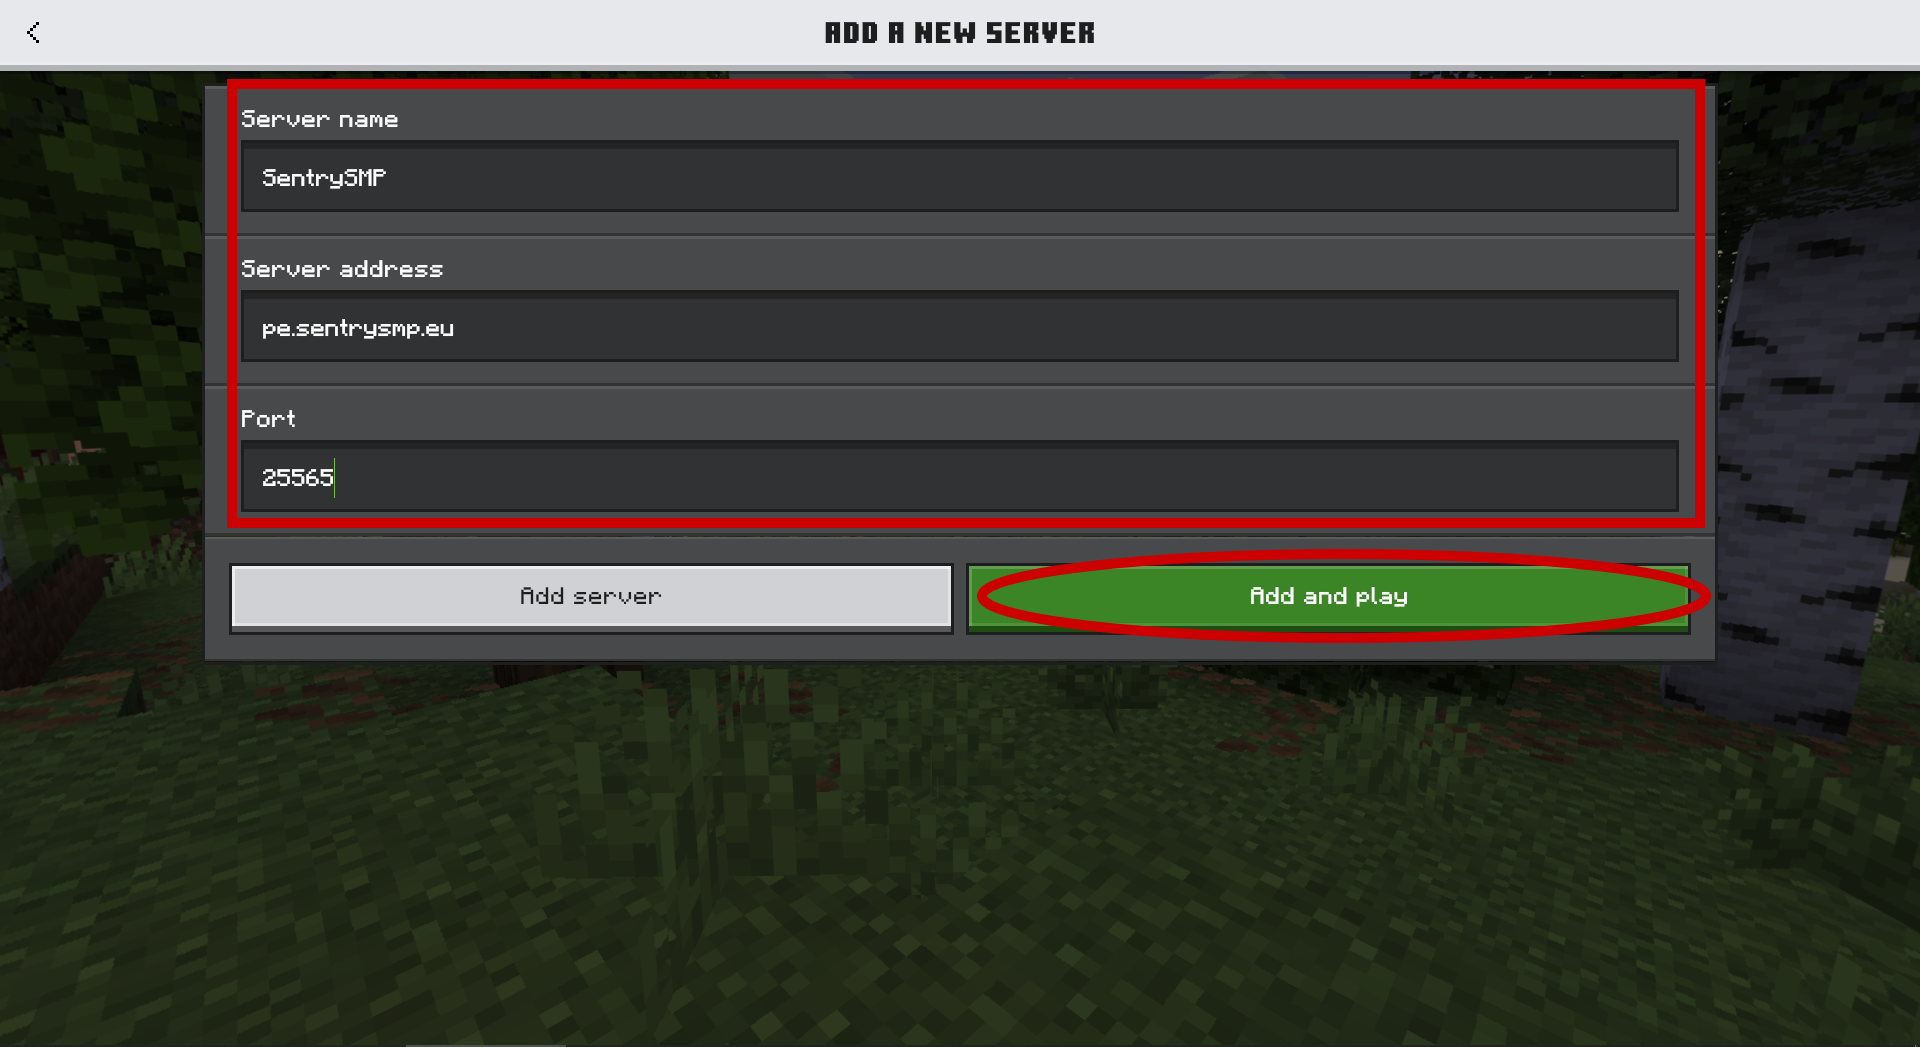 ADD A NEW SERVER
Server name
SentrySMP
Server address
pe.sentrysmp.eu
Port
25565
Add server
Add and play